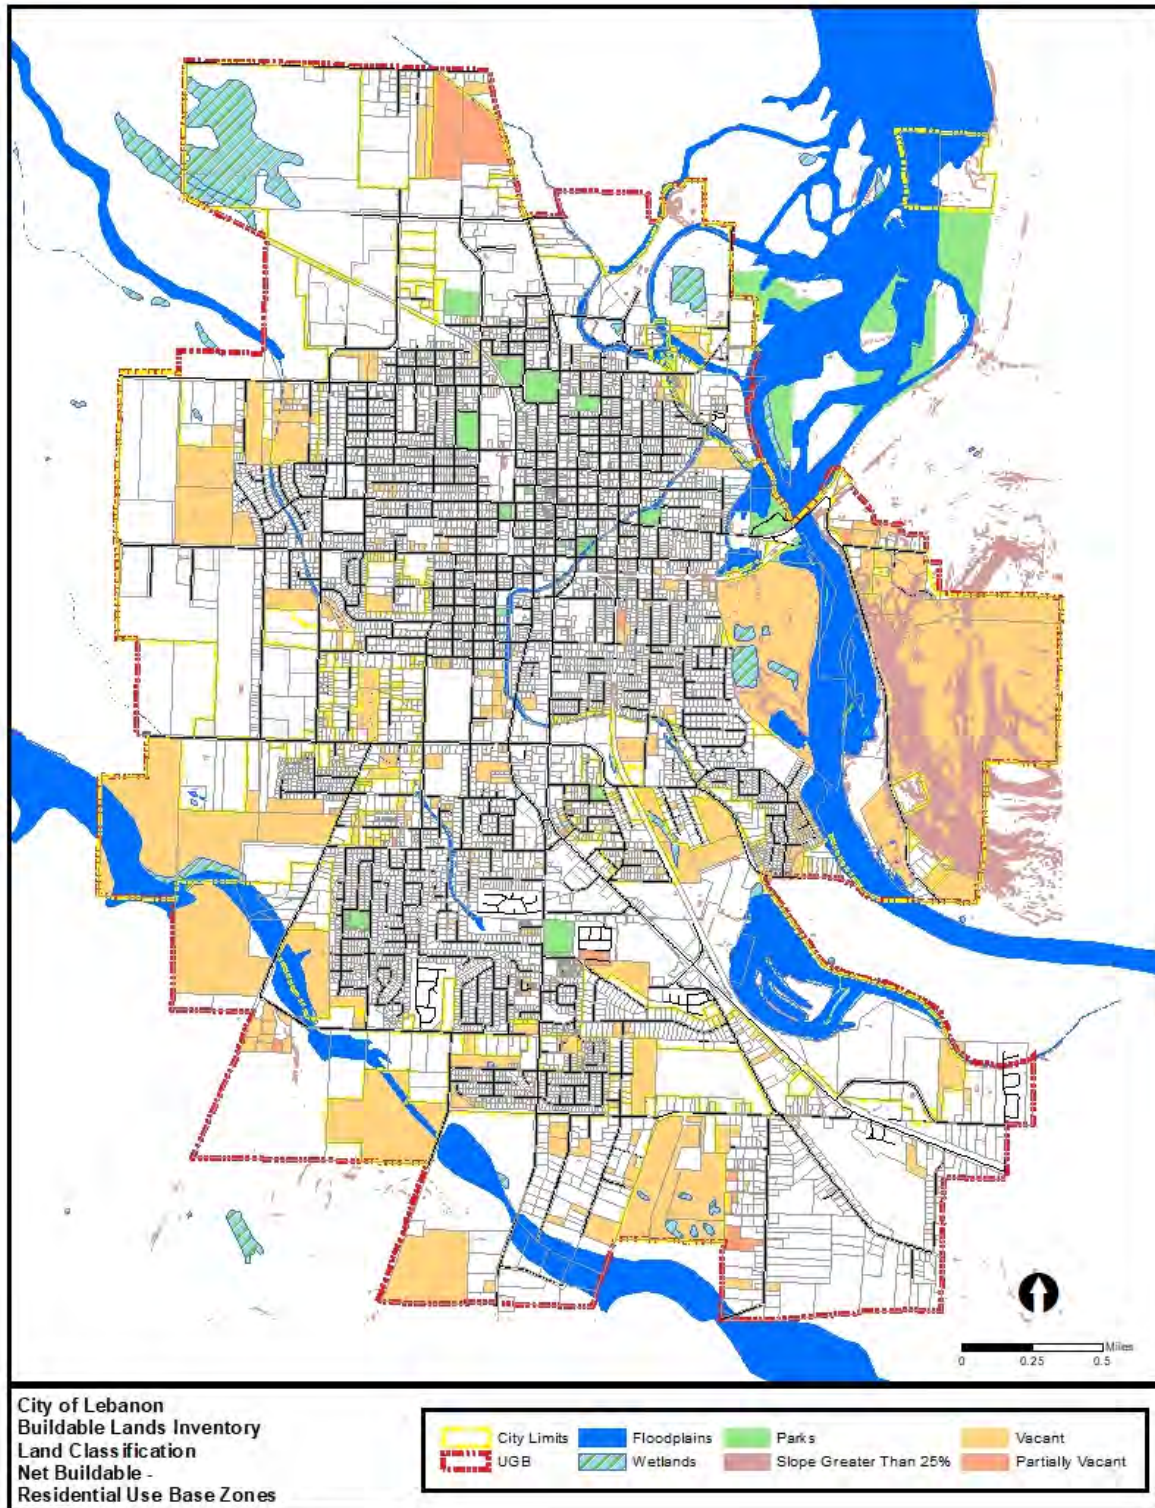 Miles
0 0.25 0.5
City of Lebanon
Buildable Lands Inventory
Land Classification
Net Buildable -
Residential Use Base Zones
City Limits Floodplains Parks Vacant
UGB Wetlands Slope Greater Than 25% Partially Vacant